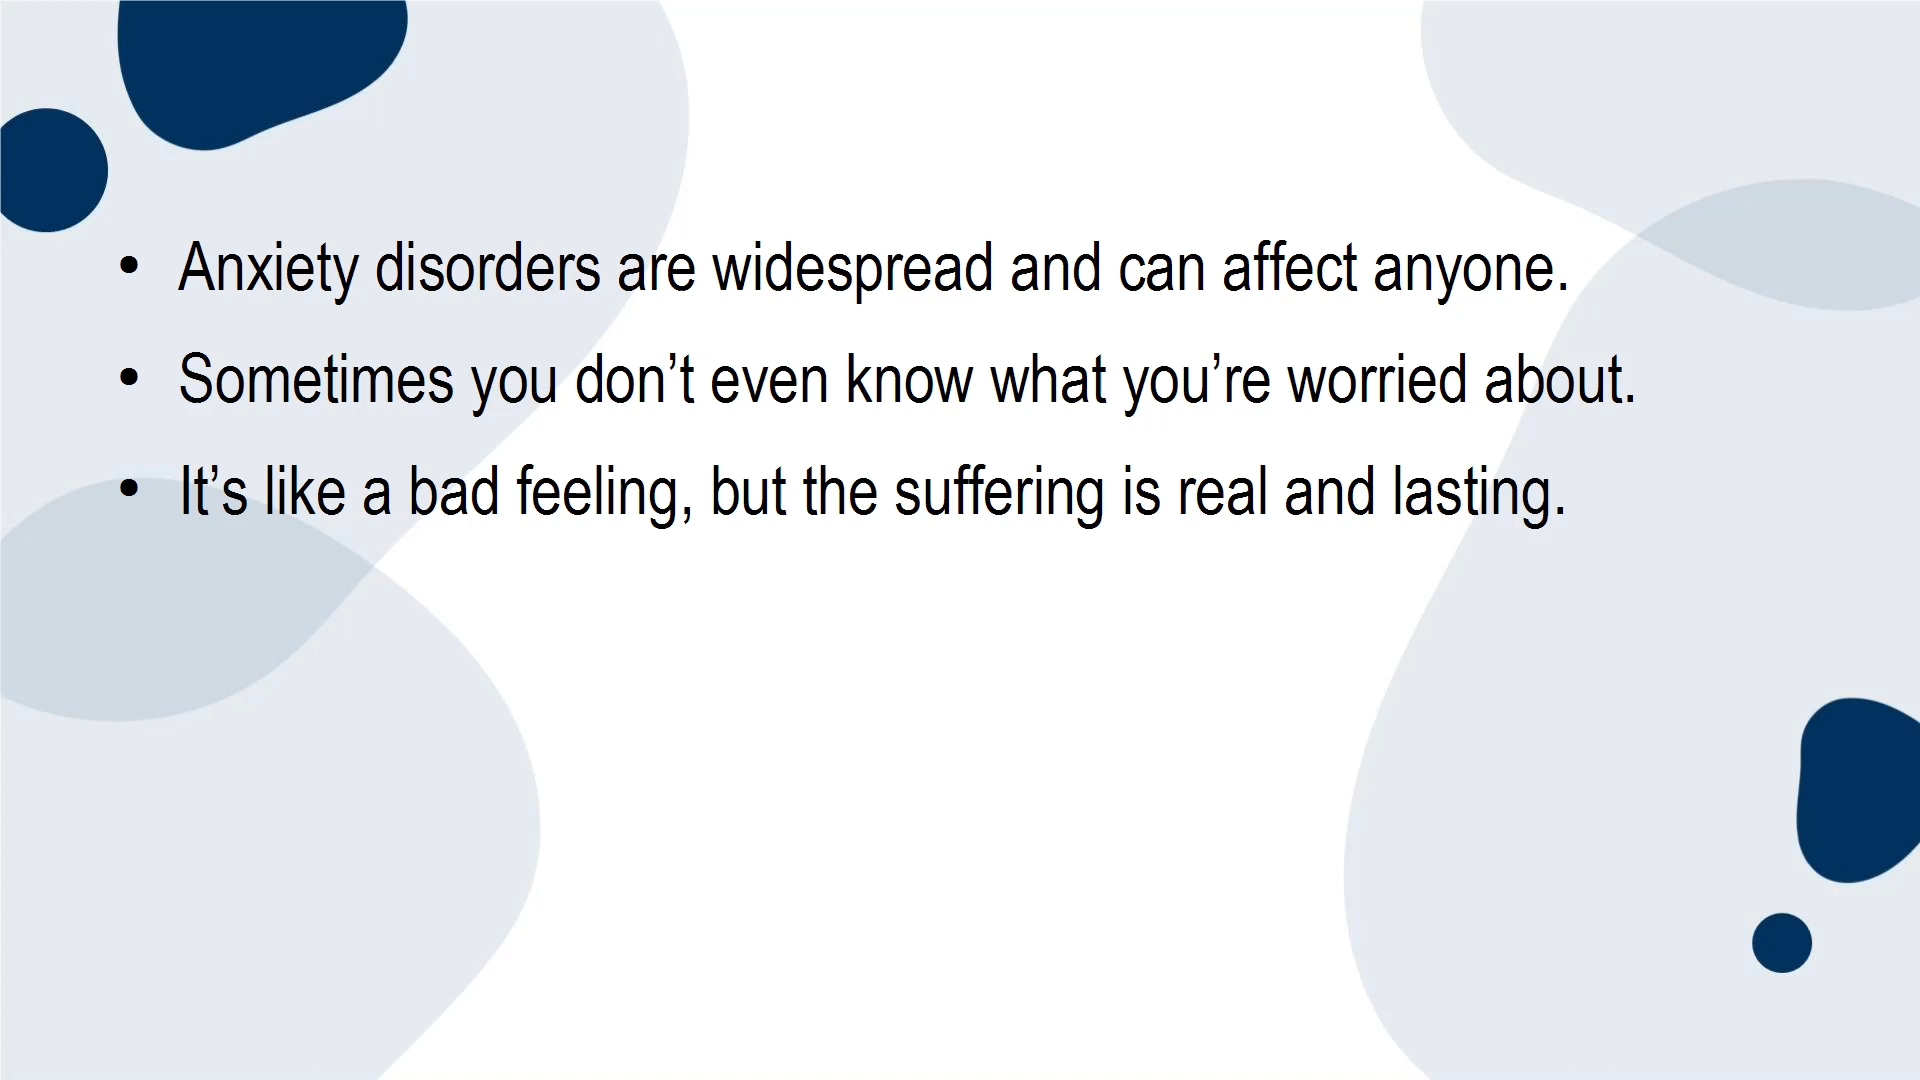 • Anxiety disorders are widespread and can affect anyone.
• Sometimes you don’t even know what you’re worried about.
• It’s like a bad feeling, but the suffering is real and lasting.